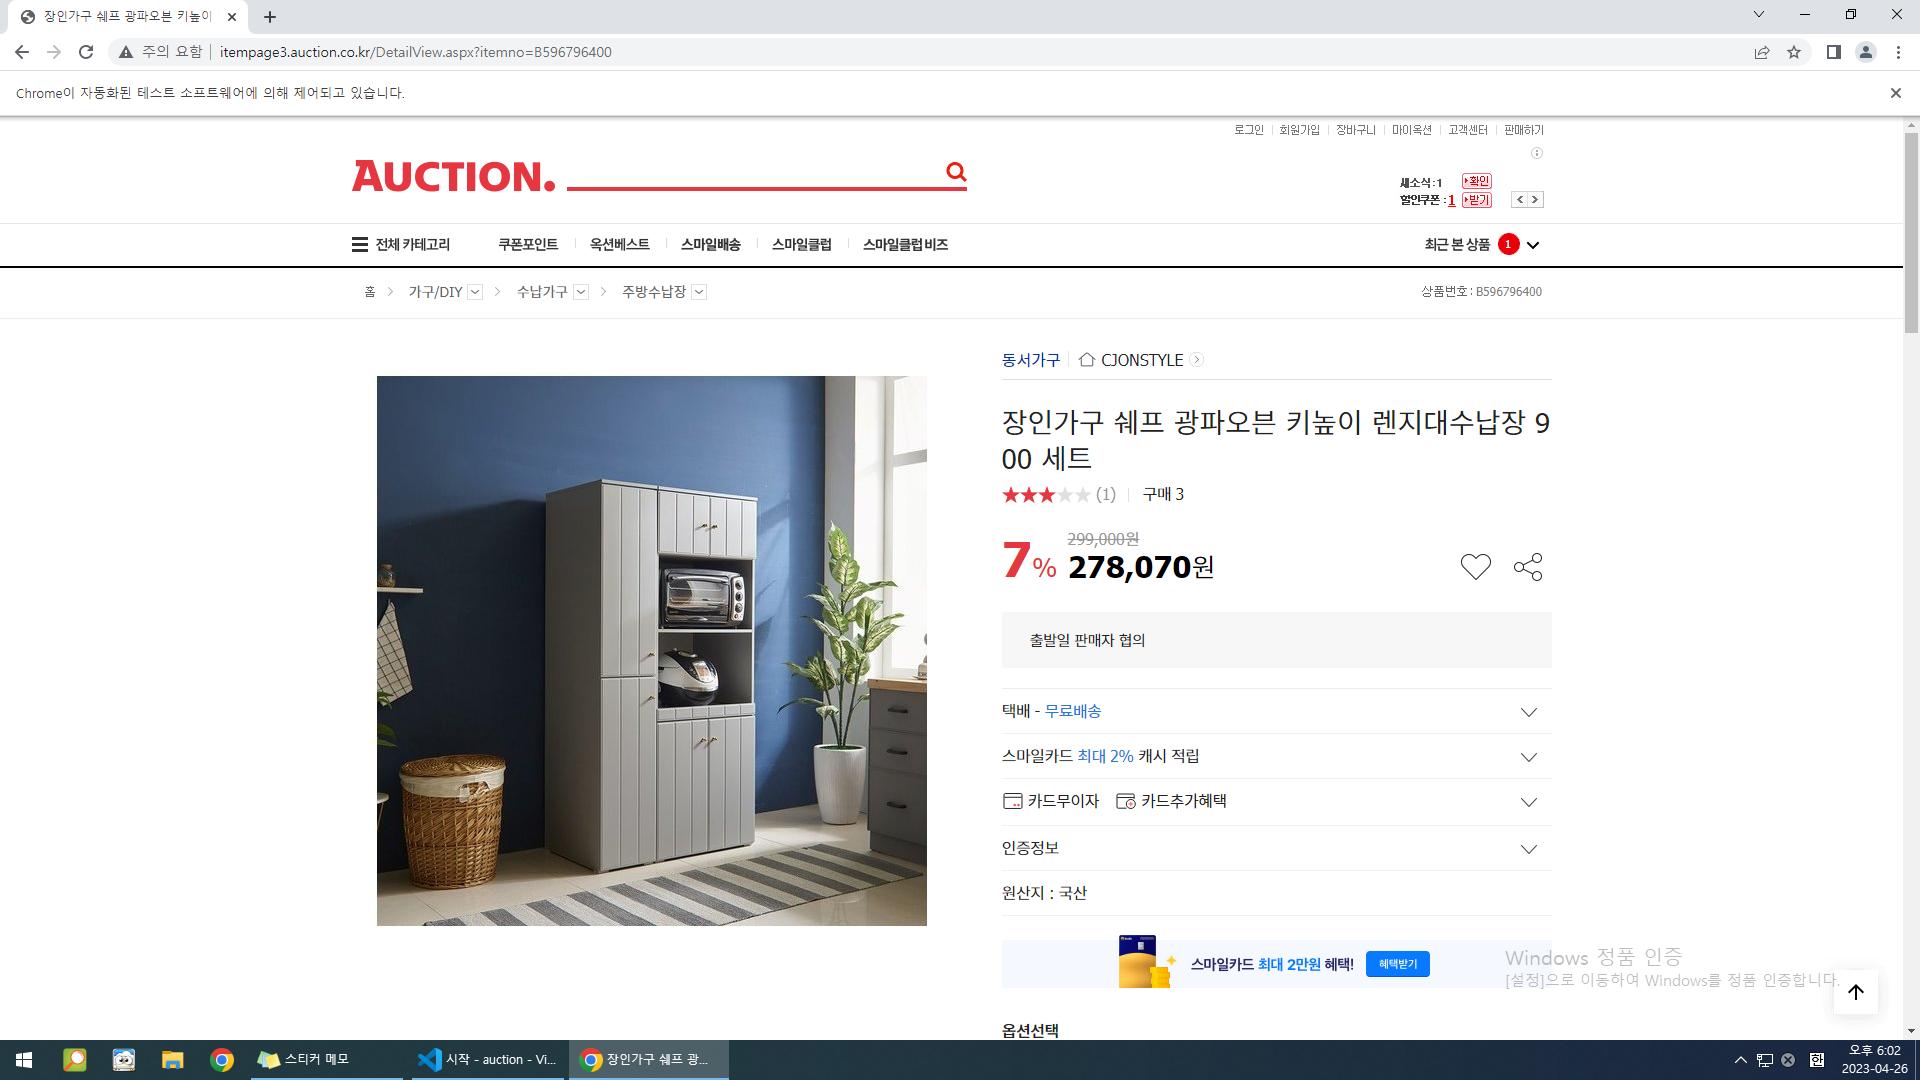 장인가구 쉐프 광파오븐 키높이
주의 요함 itempage3.auction.co.kr/DetailView.aspx?itemno=B596796400
Chrome이 자동화된 테스트 소프트웨어에 의해 제어되고 있습니다.
로그인 회원가입 장바구니 마이옥션 고객센터 판매하기
AUCTION.
새소식:1 확인
할인쿠폰 : 1 받기
전체 카테고리 쿠폰포인트 옥션베스트 스마일배송 스마일클럽 스마일클럽 비즈 최근 본 상품 1
홈 가구/DIY 수납가구 주방수납장 상품번호 : B596796400
동서가구 CJONSTYLE
장인가구 쉐프 광파오븐 키높이 렌지대수납장 9
00 세트
(1) 구매 3
299,000원
7% 278,070원
출발일 판매자 협의
택배 - 무료배송
스마일카드 최대 2% 캐시 적립
카드무이자 카드추가혜택
인증정보
원산지 : 국산
스마일카드 최대 2만원 혜택! 혜택받기
Windows 정품 인증
[설정]으로 이동하여 Windows를 정품 인증합니다.
옵션선택
스티커 메모 시작 - auction - Vi... 장인가구 쉐프 광... 한 오후 6:02
2023-04-26